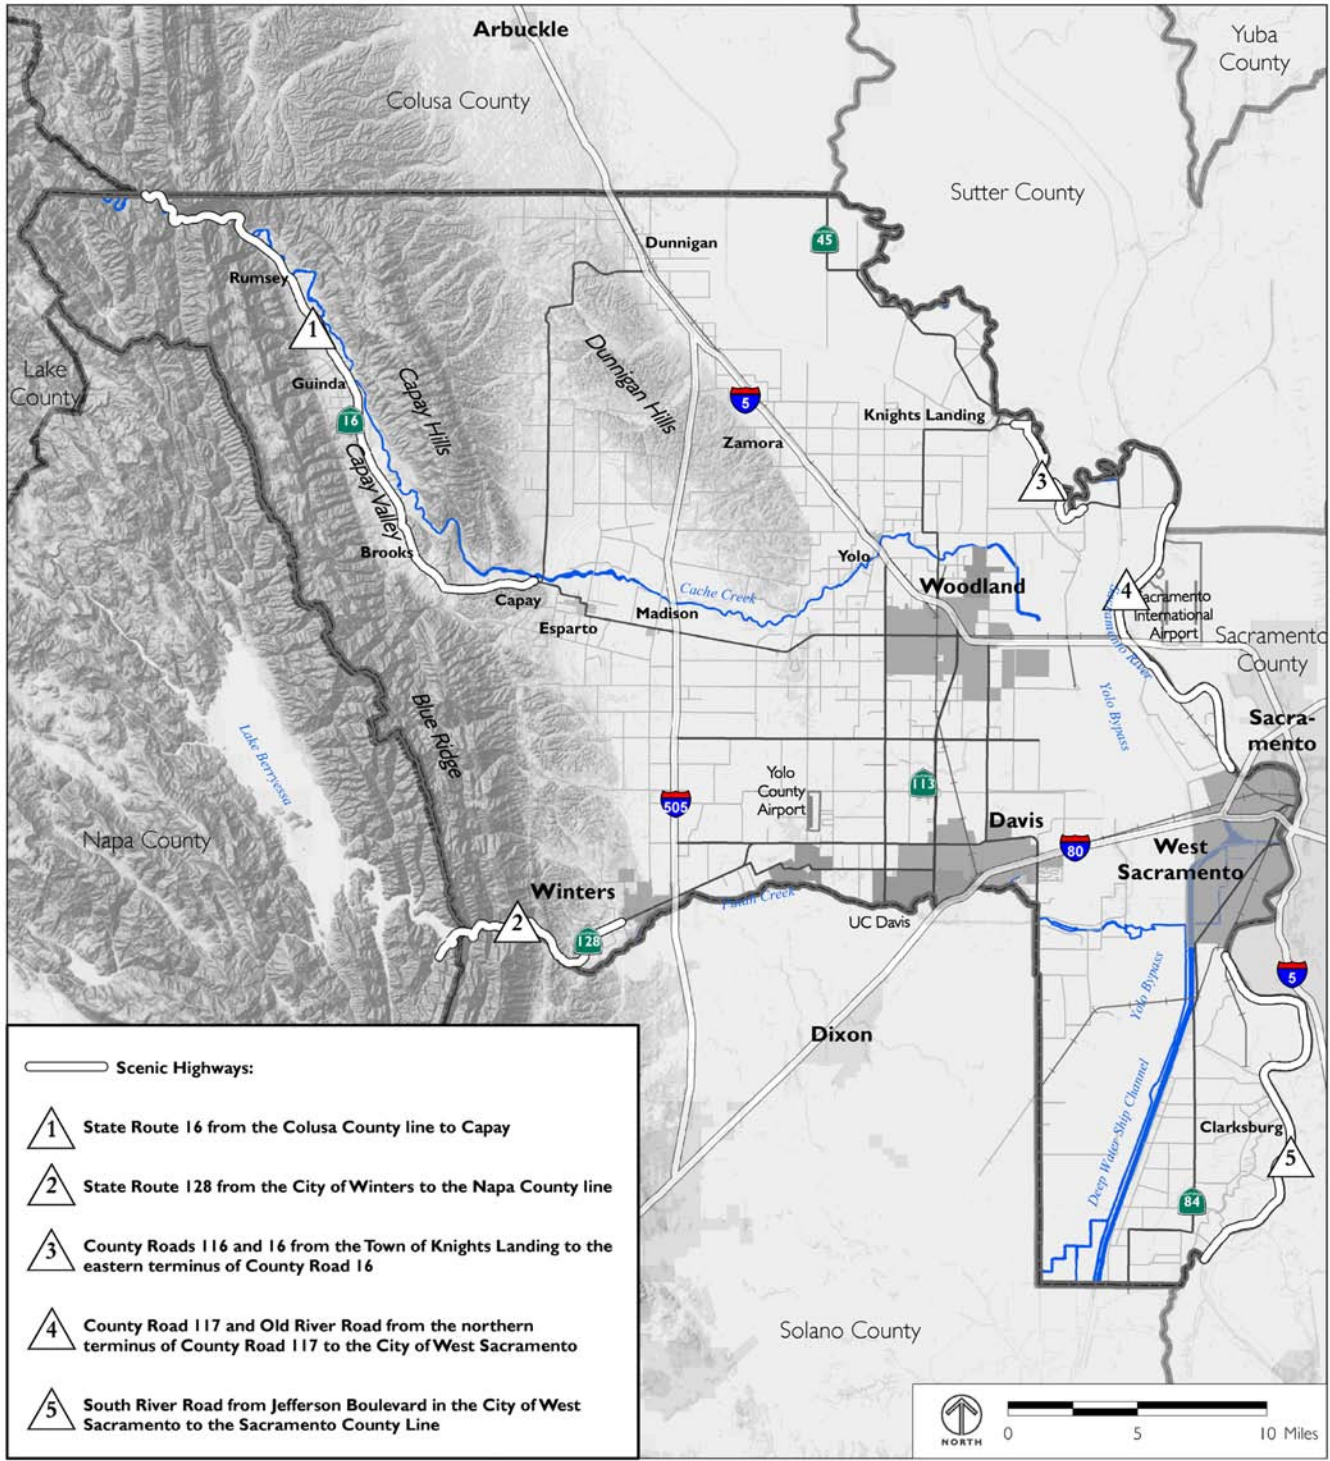 Arbuckle
Yuba
County
Colusa County
Sutter County
45
Dunnigan
Rumsey
1
Lake
County
Guinda
16
Capay Hills
Dunnigan Hills
5
Knights Landing
Zamora
Capay Valley
3
Brooks
Yolo
Woodland
Cache Creek
Capay
Madison
Esparto
4
Sacramento River
acramento
International
Airport
Sacramento
County
Yolo Bypass
Blue Ridge
Lake Berryessa
Sacra-
mento
Yolo
County
Airport
113
505
Napa County
Davis
80
West
Sacramento
Winters
Putah Creek
2
128
UC Davis
5
Yolo Bypass
Dixon
Deep Water Ship Channel
Clarksburg
5
84
Solano County
Scenic Highways:
1 State Route 16 from the Colusa County line to Capay
2 State Route 128 from the City of Winters to the Napa County line
3 County Roads 116 and 16 from the Town of Knights Landing to the
eastern terminus of County Road 16
4 County Road 117 and Old River Road from the northern
terminus of County Road 117 to the City of West Sacramento
5 South River Road from Jefferson Boulevard in the City of West
Sacramento to the Sacramento County Line
NORTH
0 5 10 Miles